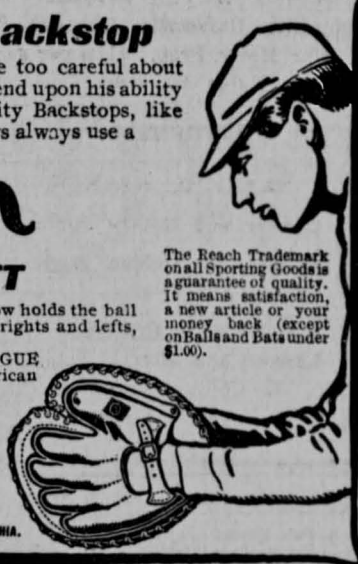 ackstop
e too careful about
end upon his ability
ity Backstops, like
s always use a
T
The Reach Trademark
on all Sporting Goods is
a guarantee of quality.
It means satisfaction,
a new article or your
money back (except
on Balls and Bats under
$1.00).
w holds the ball
rights and lefts,
GUE
rican
HIA.